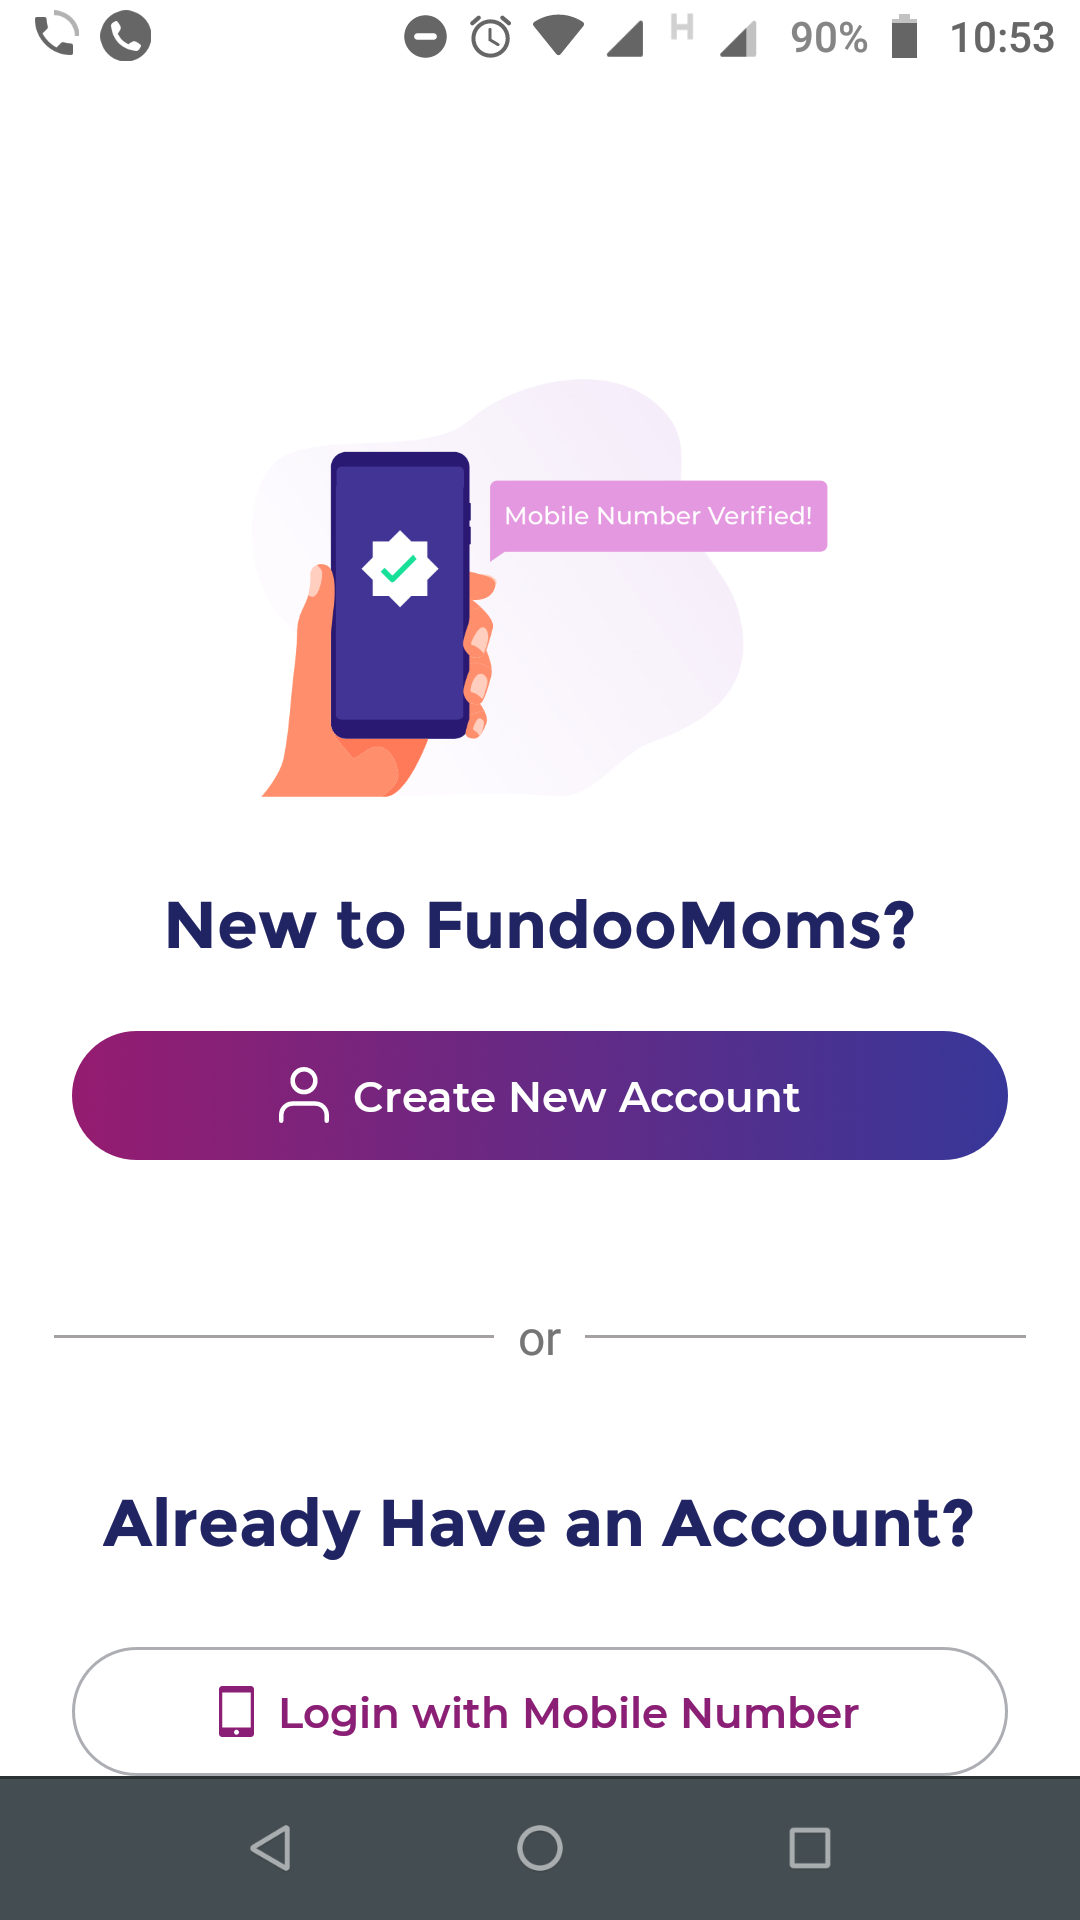 H 90% 10:53
Mobile Number Verified!
New to FundooMoms?
Create New Account
or
Already Have an Account?
Login with Mobile Number